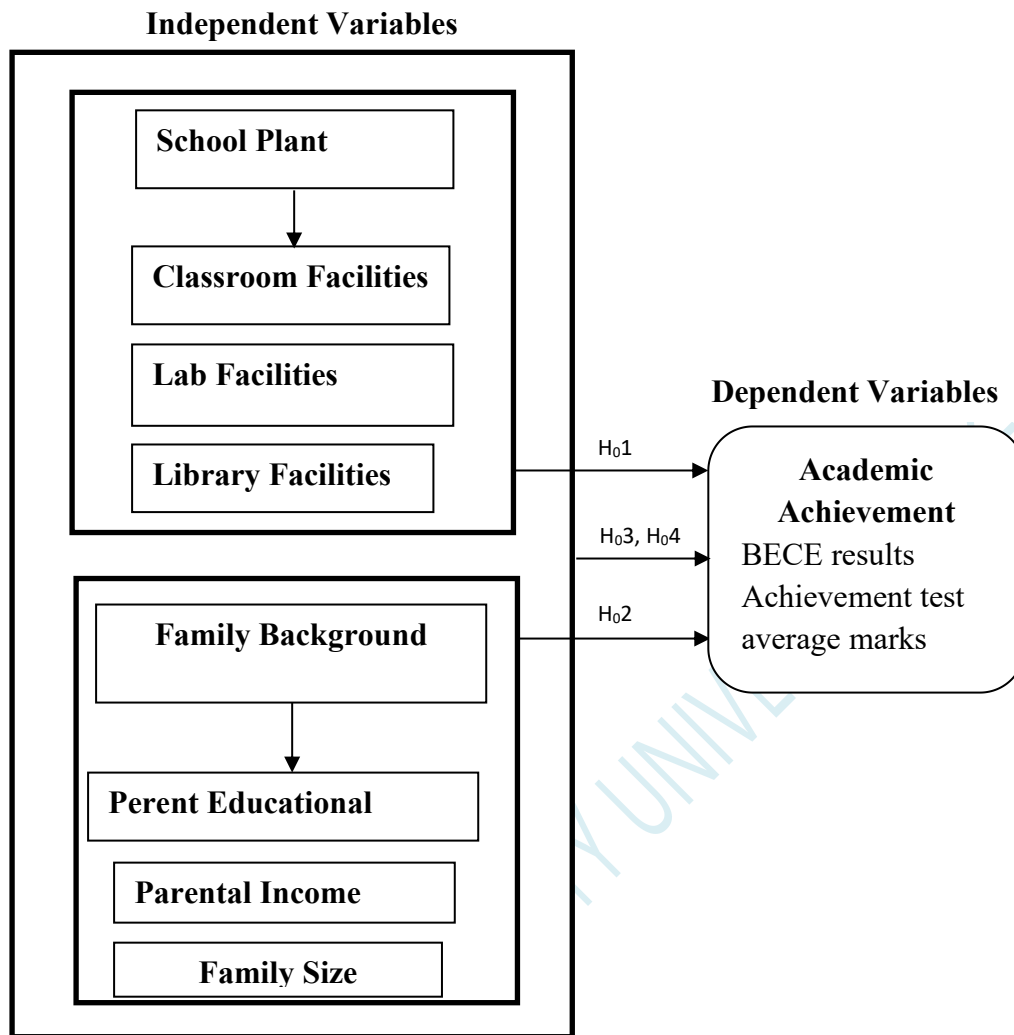 Independent Variables
School Plant
Classroom Facilities
Lab Facilities
Library Facilities
Family Background
Perent Educational
Parental Income
Family Size
H₀1
H₀3, H₀4
H₀2
Dependent Variables
Academic
Achievement
BECE results
Achievement test
average marks